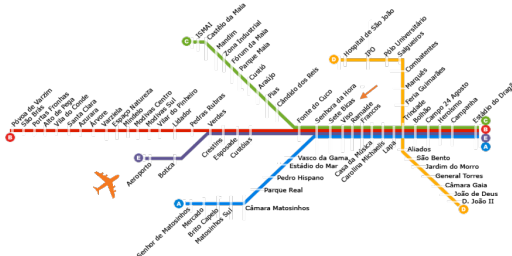 C
ISMAI
Castêlo da Maia
Mandim
Zona Industrial
Fórum da Maia
Parque Maia
Custió
Araújo
Pias
Cândido dos Reis
Fonte do Cuco
Senhora da Hora
Sete Bicas
Viso
Ramalde
Francos
Casa da Música
Carolina Michaelis
Lapa
Trindade
Bolhão
Campo 24 Agosto
Heroísmo
Campanha
Estádio do Drag
C
B
E
A
D
Hospital de São João
IPO
Pólo Universitário
Salgueiros
Combatentes
Marquês
Faria Guimarães
Aliados
São Bento
Jardim do Morro
General Torres
Câmara Gaia
João de Deus
D. João II
D
B
Póvoa de Varzim
São Brás
Portas Fronhas
Alto de Pega
Vila do Conde
Santa Clara
Azurara
Árvore
Varziela
Espaço Natureza
Mindelo
Modivas Centro
Modivas Sul
Vilar do Pinheiro
Lidador
Pedras Rubras
Verdes
Crestins
Esposade
Custóias
E
Aeroporto
Botica
A
Senhor de Matosinhos
Mercado
Brito Capelo
Matosinhos Sul
Câmara Matosinhos
Parque Real
Pedro Hispano
Estádio do Mar
Vasco da Gama